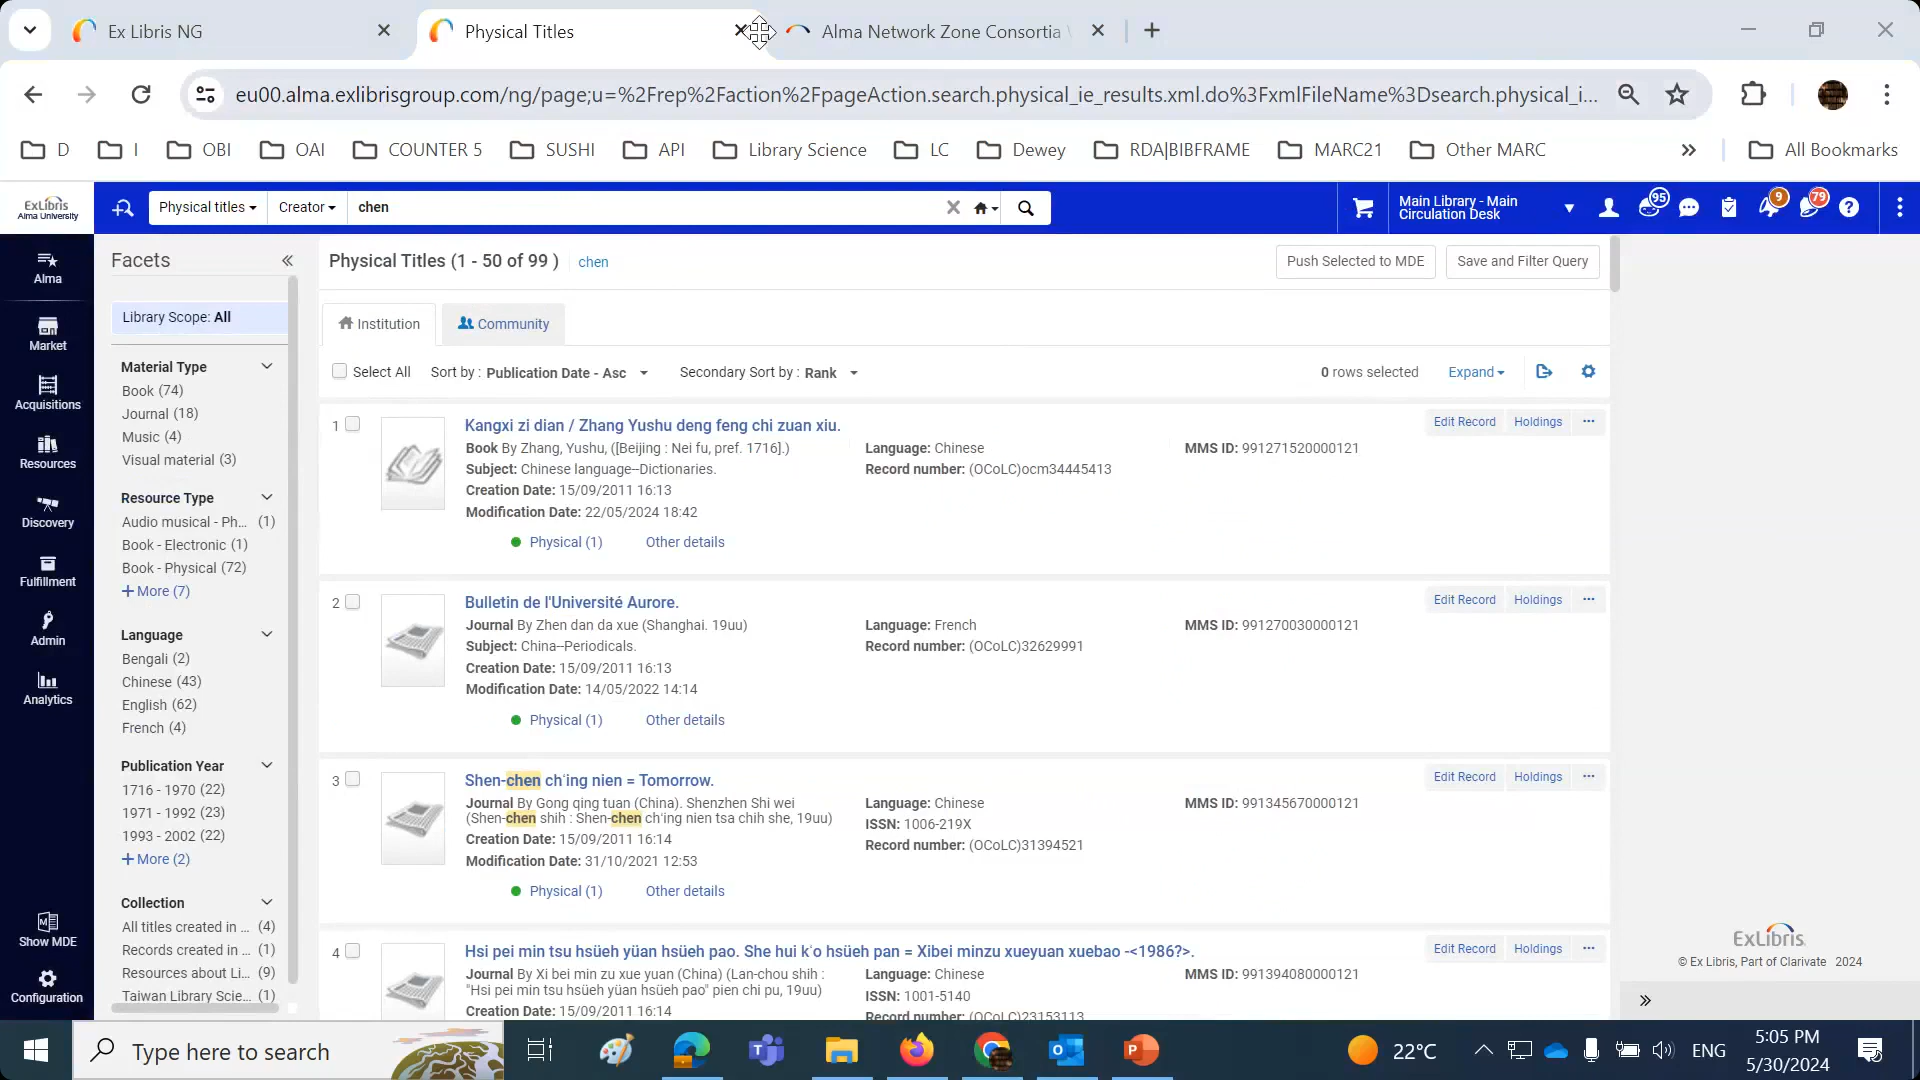 Ex Libris NG
Physical Titles
Alma Network Zone Consortia
eu00.alma.exlibrisgroup.com/ng/page;u=%2Frep%2Faction%2FpageAction.search.physical_ie_results.xml.do%3FxmlFileName%3Dsearch.physical_i...
D
I
OBI
OAI
COUNTER 5
SUSHI
API
Library Science
LC
Dewey
RDA|BIBFRAME
MARC21
Other MARC
»
All Bookmarks
ExLibris
Alma University
Physical titles
Creator
chen
Main Library - Main
Circulation Desk
95
9
79
Alma
Market
Acquisitions
Resources
Discovery
Fulfillment
Admin
Analytics
Show MDE
Configuration
Facets
Library Scope: All
Material Type
Book (74)
Journal (18)
Music (4)
Visual material (3)
Resource Type
Audio musical - Ph... (1)
Book - Electronic (1)
Book - Physical (72)
+ More (7)
Language
Bengali (2)
Chinese (43)
English (62)
French (4)
Publication Year
1716 - 1970 (22)
1971 - 1992 (23)
1993 - 2002 (22)
+ More (2)
Collection
All titles created in ... (4)
Records created in ... (1)
Resources about Li... (9)
Taiwan Library Scie... (1)
Physical Titles (1 - 50 of 99 )
chen
Push Selected to MDE
Save and Filter Query
Institution
Community
Select All
Sort by : Publication Date - Asc
Secondary Sort by : Rank
0 rows selected
Expand
1
Kangxi zi dian / Zhang Yushu deng feng chi zuan xiu.
Book By Zhang, Yushu, ([Beijing : Nei fu, pref. 1716].)
Subject: Chinese language--Dictionaries.
Creation Date: 15/09/2011 16:13
Modification Date: 22/05/2024 18:42
Language: Chinese
Record number: (OCoLC)ocm34445413
MMS ID: 991271520000121
Edit Record
Holdings
Physical (1)
Other details
2
Bulletin de l'Université Aurore.
Journal By Zhen dan da xue (Shanghai. 19uu)
Subject: China--Periodicals.
Creation Date: 15/09/2011 16:13
Modification Date: 14/05/2022 14:14
Language: French
Record number: (OCoLC)32629991
MMS ID: 991270030000121
Edit Record
Holdings
Physical (1)
Other details
3
Shen-chen chʻing nien = Tomorrow.
Journal By Gong qing tuan (China). Shenzhen Shi wei
(Shen-chen shih : Shen-chen chʻing nien tsa chih she, 19uu)
Creation Date: 15/09/2011 16:14
Modification Date: 31/10/2021 12:53
Language: Chinese
ISSN: 1006-219X
Record number: (OCoLC)31394521
MMS ID: 991345670000121
Edit Record
Holdings
Physical (1)
Other details
4
Hsi pei min tsu hsüeh yüan hsüeh pao. She hui kʻo hsüeh pan = Xibei minzu xueyuan xuebao -<1986?>.
Journal By Xi bei min zu xue yuan (China) (Lan-chou shih :
"Hsi pei min tsu hsüeh yüan hsüeh pao" pien chi pu, 19uu)
Creation Date: 15/09/2011 16:14
Language: Chinese
ISSN: 1001-5140
Record number: (OCoLC)23153113
MMS ID: 991394080000121
Edit Record
Holdings
ExLibris
© Ex Libris, Part of Clarivate 2024
Type here to search
22°C
ENG
5:05 PM
5/30/2024